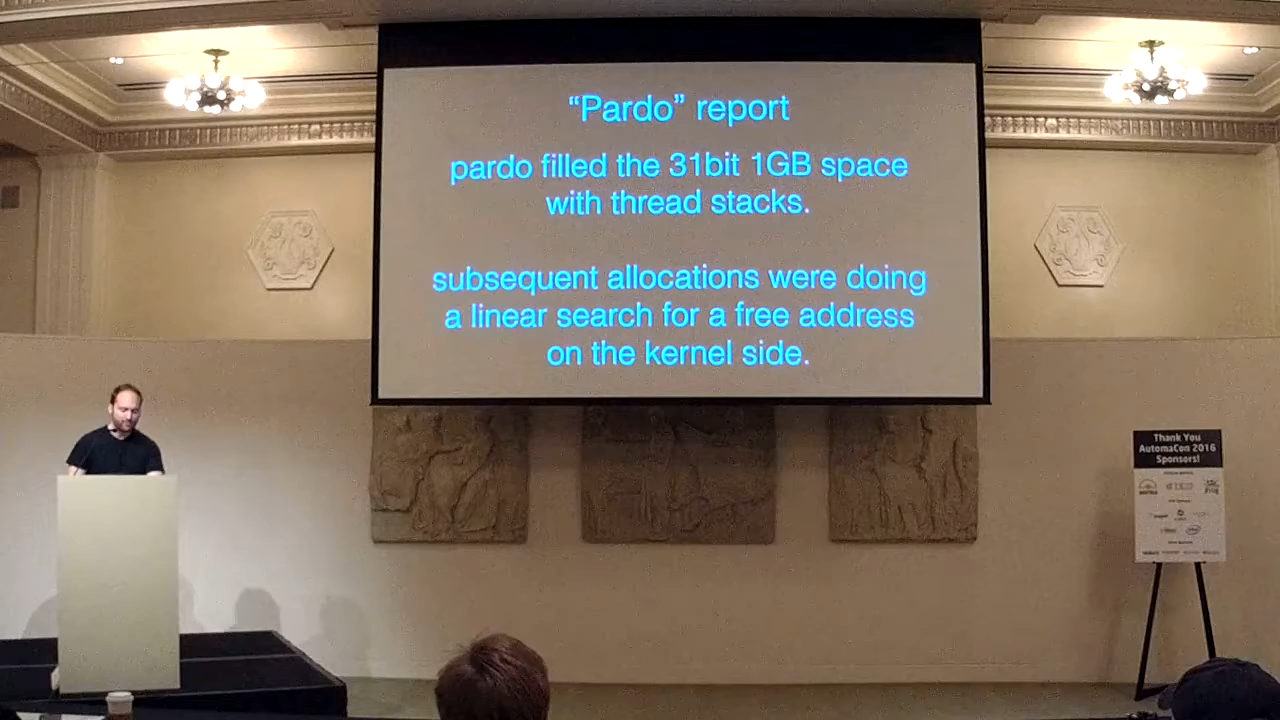 “Pardo” report
pardo filled the 31bit 1GB space
with thread stacks.
subsequent allocations were doing
a linear search for a free address
on the kernel side.
Thank You
AutomaCon 2016
Sponsors!